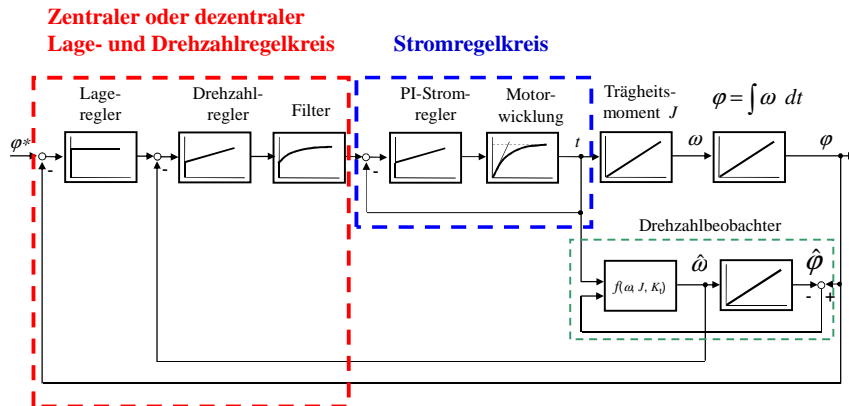 Zentraler oder dezentraler
Lage- und Drehzahlregelkreis
Stromregelkreis
Lage-
regler
Drehzahl-
regler
Filter
PI-Strom-
regler
Motor-
wicklung
Trägheits-
moment J
φ = ∫ ω dt
φ*
-
-
-
t
ω
φ
Drehzahlbeobachter
f(ω, J, Kt)
ω̂
φ̂
- +